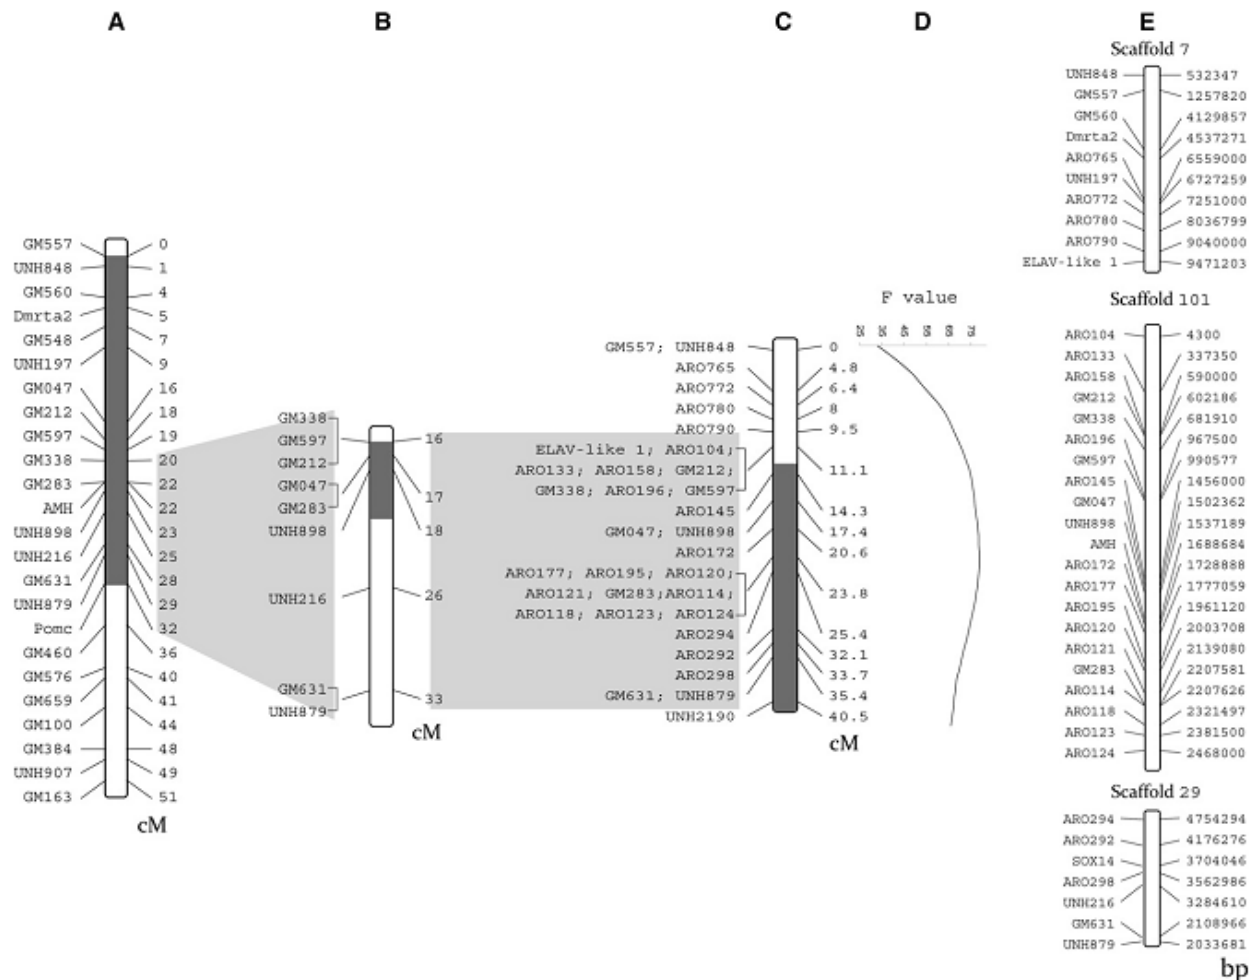 A B C D E
Scaffold 7
UNH848 532347
GM557 1257820
GM560 4129857
Dmrta2 4537271
ARO765 6559000
UNH197 6727259
ARO772 7251000
ARO780 8036799
ARO790 9040000
ELAV-like 1 9471203
GM557 0
UNH848 1
GM560 4
Dmrta2 5
GM548 7
UNH197 9
GM047 16
GM212 18
GM597 19
GM338 20
GM283 22
AMH 22
UNH898 23
UNH216 25
GM631 28
UNH879 29
Pomc 32
GM460 36
GM576 40
GM659 41
GM100 44
GM384 48
UNH907 49
GM163 51
cM
GM338
GM597 16
GM212
GM047 17
GM283
UNH898 18
UNH216 26
GM631 33
UNH879
cM
GM557; UNH848 0
ARO765 4.8
ARO772 6.4
ARO780 8
ARO790 9.5
ELAV-like 1; ARO104;
ARO133; ARO158; GM212; 11.1
GM338; ARO196; GM597
ARO145 14.3
GM047; UNH898 17.4
ARO172 20.6
ARO177; ARO195; ARO120;
ARO121; GM283;ARO114; 23.8
ARO118; ARO123; ARO124
ARO294 25.4
ARO292 32.1
ARO298 33.7
GM631; UNH879 35.4
UNH2190 40.5
cM
F value
Scaffold 101
ARO104 4300
ARO133 337350
ARO158 590000
GM212 602186
GM338 681910
ARO196 967500
GM597 990577
ARO145 1456000
GM047 1502362
UNH898 1537189
AMH 1688684
ARO172 1728888
ARO177 1777059
ARO195 1961120
ARO120 2003708
ARO121 2139080
GM283 2207581
ARO114 2207626
ARO118 2321497
ARO123 2381500
ARO124 2468000
Scaffold 29
ARO294 4754294
ARO292 4176276
SOX14 3704046
ARO298 3562986
UNH216 3284610
GM631 2108966
UNH879 2033681
bp